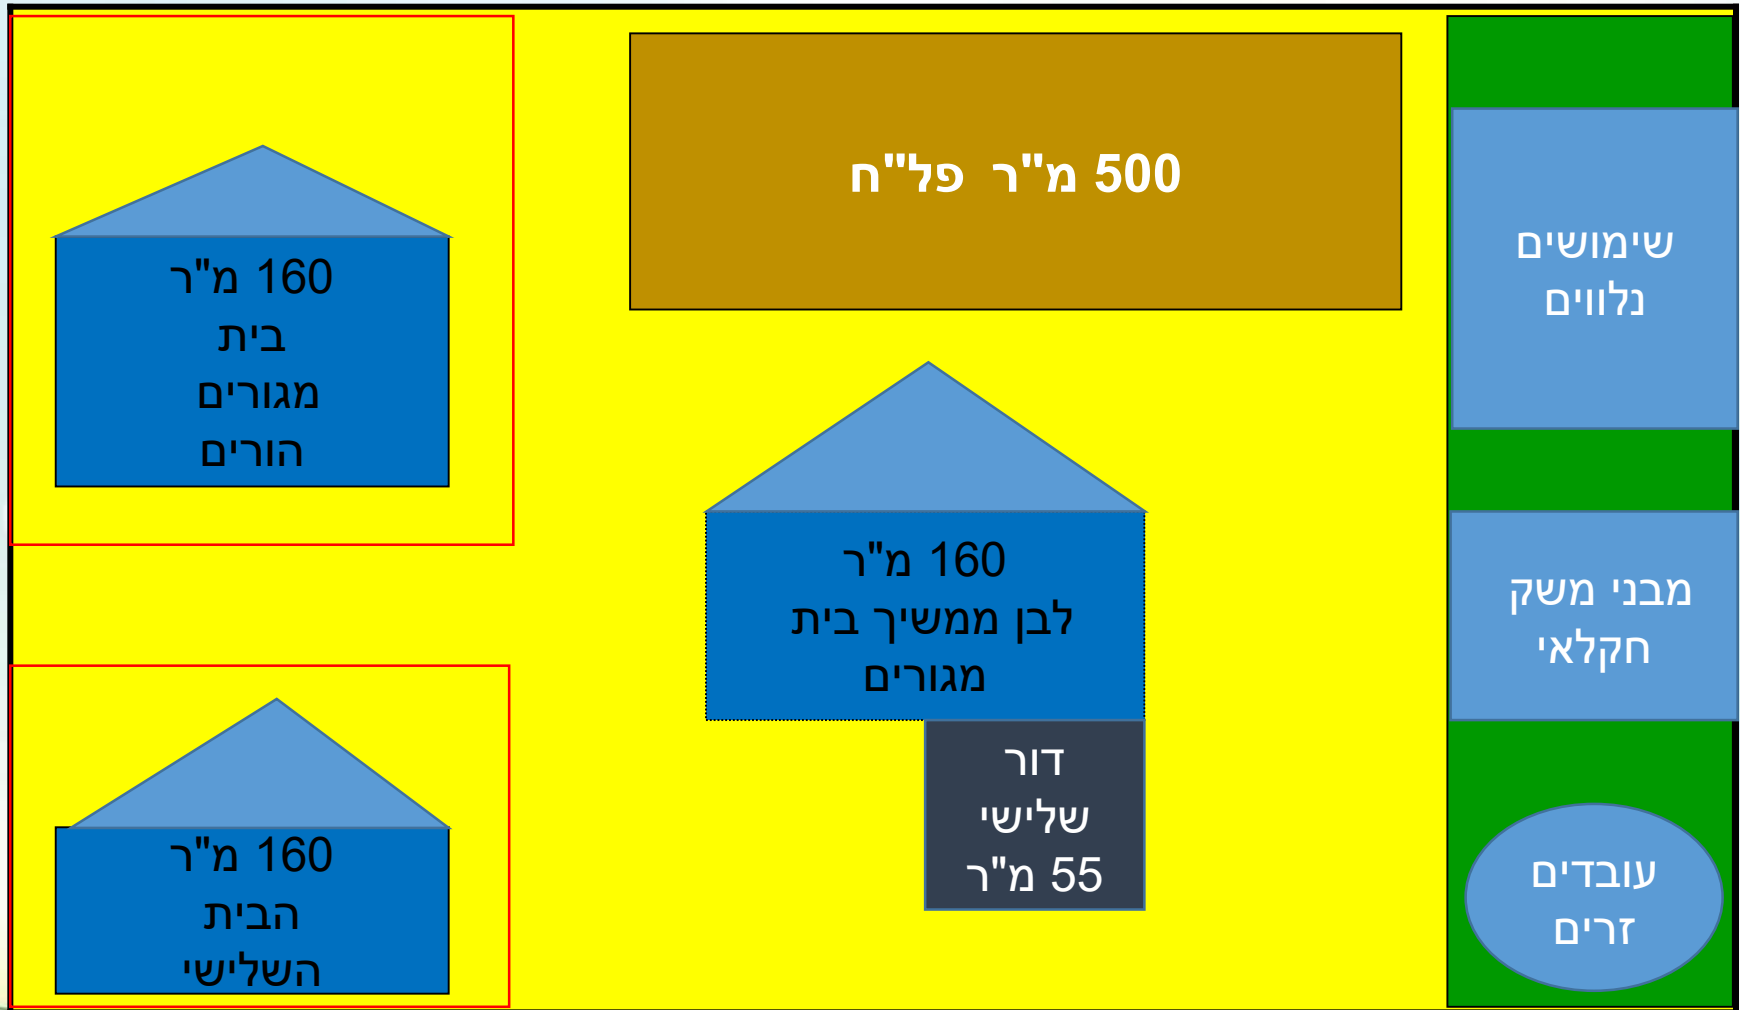 500 מ"ר פל"ח
שימושים
נלווים
מבני משק
חקלאי
עובדים
זרים
160 מ"ר
לבן ממשיך בית
מגורים
דור
שלישי
55 מ"ר
160 מ"ר
בית
מגורים
הורים
160 מ"ר
הבית
השלישי